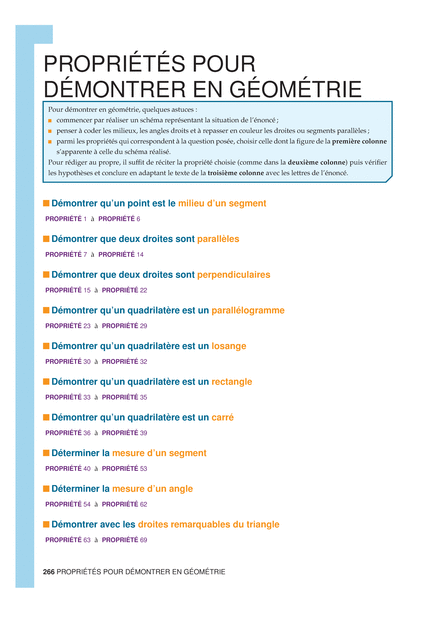 PROPRIÉTÉS POUR
DÉMONTRER EN GÉOMÉTRIE
Pour démontrer en géométrie, quelques astuces :
■ commencer par réaliser un schéma représentant la situation de l'énoncé ;
■ penser à coder les milieux, les angles droits et à repasser en couleur les droites ou segments parallèles ;
■ parmi les propriétés qui correspondent à la question posée, choisir celle dont la figure de la première colonne
s'apparente à celle du schéma réalisé.
Pour rédiger au propre, il suffit de réciter la propriété choisie (comme dans la deuxième colonne) puis vérifier
les hypothèses et conclure en adaptant le texte de la troisième colonne avec les lettres de l'énoncé.
■ Démontrer qu'un point est le milieu d'un segment
PROPRIÉTÉ 1 à PROPRIÉTÉ 6
■ Démontrer que deux droites sont parallèles
PROPRIÉTÉ 7 à PROPRIÉTÉ 14
■ Démontrer que deux droites sont perpendiculaires
PROPRIÉTÉ 15 à PROPRIÉTÉ 22
■ Démontrer qu'un quadrilatère est un parallélogramme
PROPRIÉTÉ 23 à PROPRIÉTÉ 29
■ Démontrer qu'un quadrilatère est un losange
PROPRIÉTÉ 30 à PROPRIÉTÉ 32
■ Démontrer qu'un quadrilatère est un rectangle
PROPRIÉTÉ 33 à PROPRIÉTÉ 35
■ Démontrer qu'un quadrilatère est un carré
PROPRIÉTÉ 36 à PROPRIÉTÉ 39
■ Déterminer la mesure d'un segment
PROPRIÉTÉ 40 à PROPRIÉTÉ 53
■ Déterminer la mesure d'un angle
PROPRIÉTÉ 54 à PROPRIÉTÉ 62
■ Démontrer avec les droites remarquables du triangle
PROPRIÉTÉ 63 à PROPRIÉTÉ 69
266 PROPRIÉTÉS POUR DÉMONTRER EN GÉOMÉTRIE